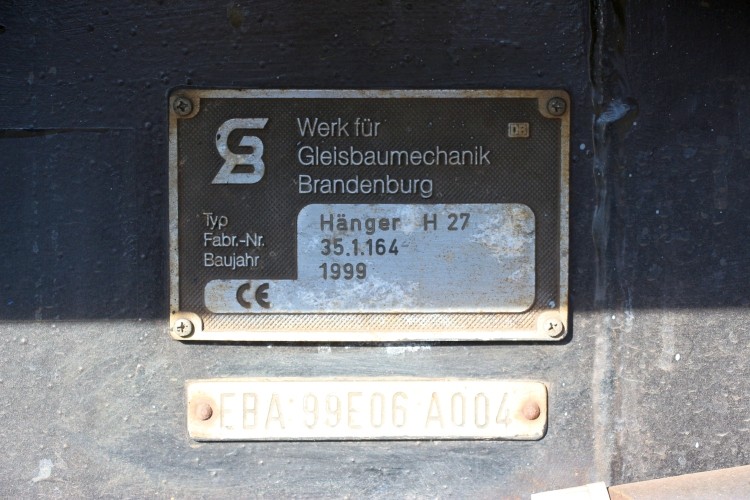 GB
Werk für
Gleisbaumechanik
Brandenburg
DB
Typ Hänger H 27
Fabr.-Nr. 35.1.164
Baujahr 1999
CE
EBA 99E06 A004